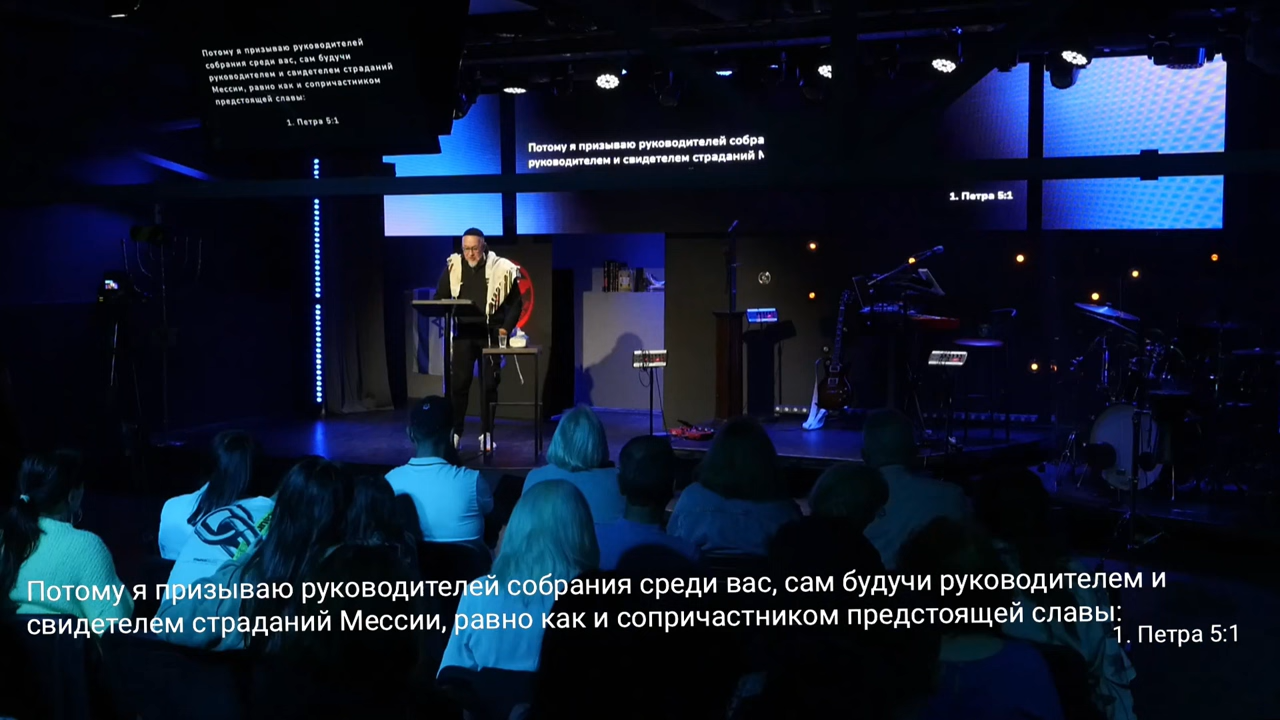 Потому я призываю руководителей
собрания среди вас, сам будучи
руководителем и свидетелем страданий
Мессии, равно как и сопричастником
предстоящей славы:
1. Петра 5:1
Потому я призываю руководителей собра
руководителем и свидетелем страданий М
1. Петра 5:1
Потому я призываю руководителей собрания среди вас, сам будучи руководителем и
свидетелем страданий Мессии, равно как и сопричастником предстоящей славы:
1. Петра 5:1